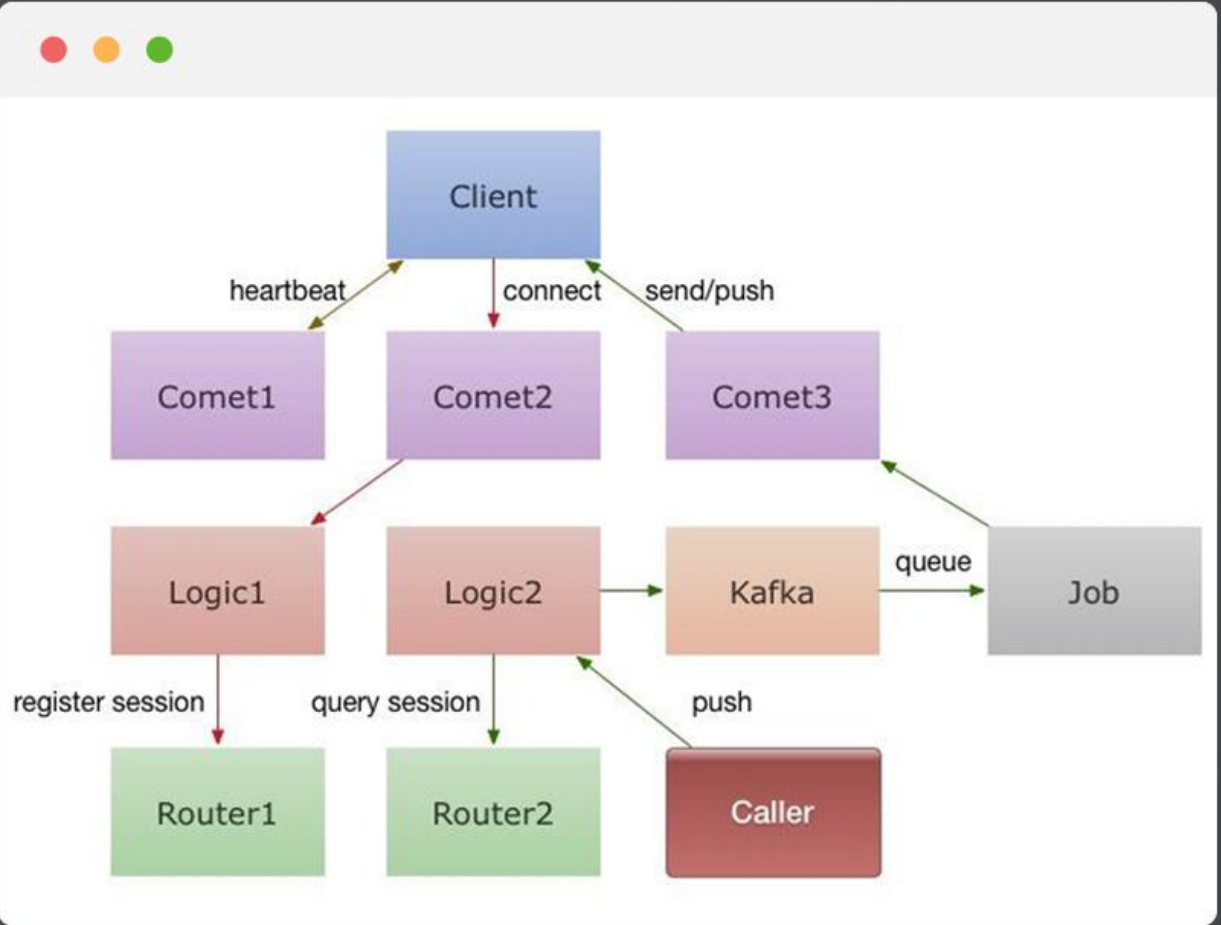 Client
heartbeat
connect
send/push
Comet1
Comet2
Comet3
Logic1
Logic2
Kafka
queue
Job
register session
query session
push
Router1
Router2
Caller